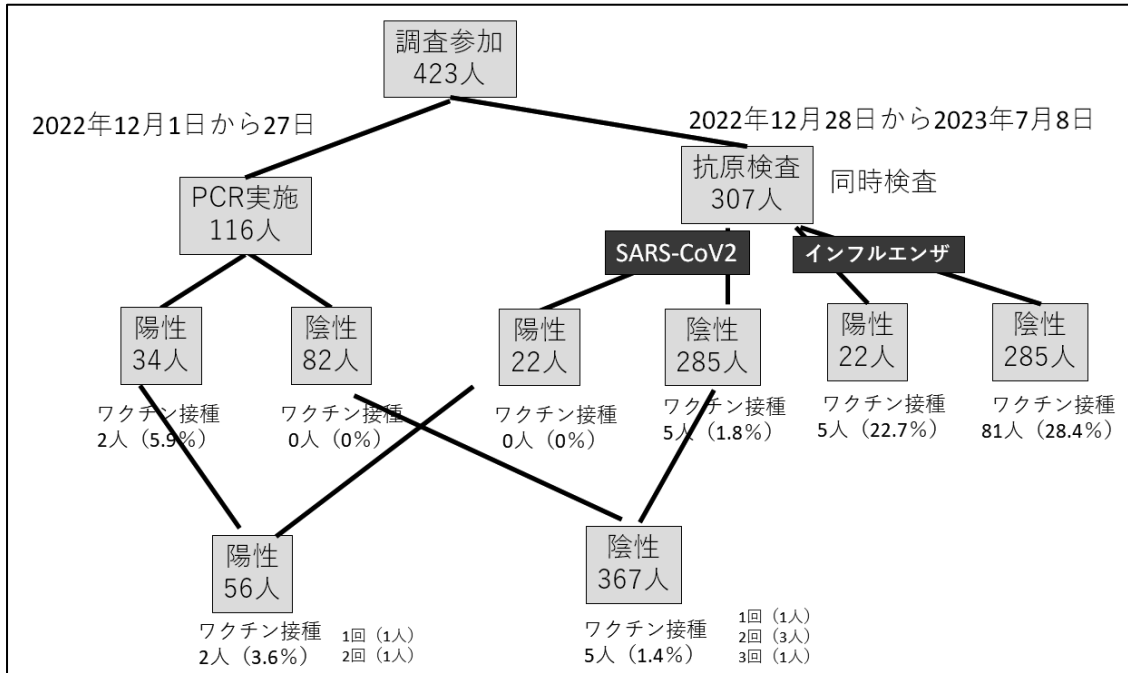 調査参加
423人
2022年12月1日から27日
2022年12月28日から2023年7月8日
PCR実施
116人
抗原検査
307人
同時検査
SARS-CoV2
インフルエンザ
陽性
34人
陰性
82人
陽性
22人
陰性
285人
陽性
22人
陰性
285人
ワクチン接種
2人（5.9％）
ワクチン接種
0人（0%）
ワクチン接種
0人（0%）
ワクチン接種
5人（1.8％）
ワクチン接種
5人（22.7％）
ワクチン接種
81人（28.4％）
陽性
56人
陰性
367人
ワクチン接種
2人（3.6％）
1回（1人）
2回（1人）
ワクチン接種
5人（1.4％）
1回（1人）
2回（3人）
3回（1人）